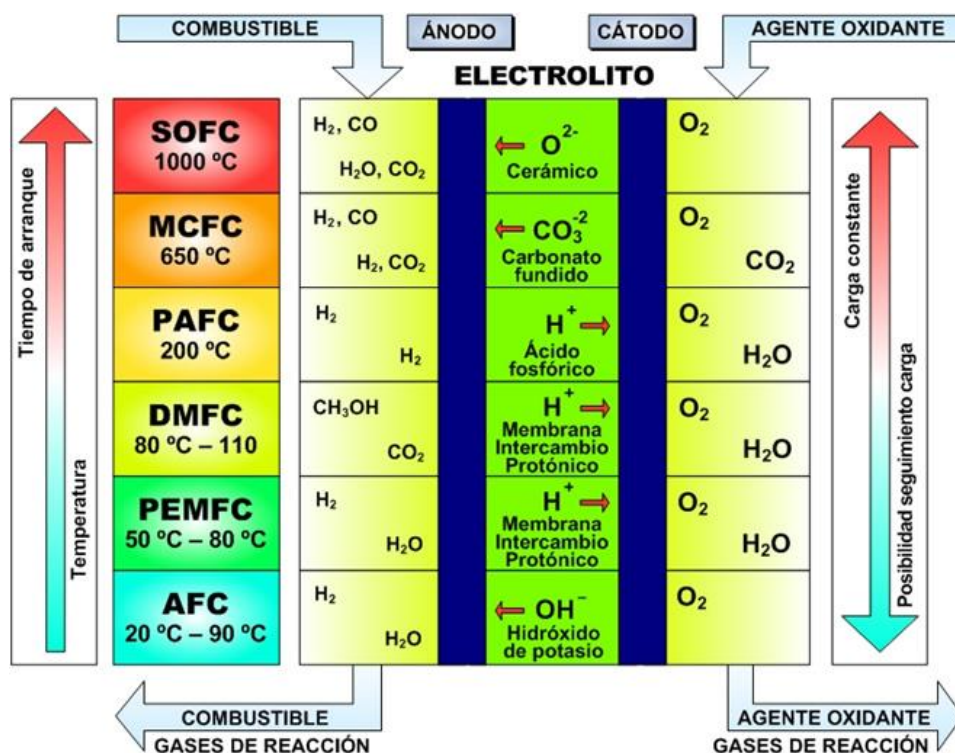 COMBUSTIBLE
ÁNODO
CÁTODO
AGENTE OXIDANTE
ELECTROLITO
Tiempo de arranque
Temperatura
SOFC
1000 ºC
H₂, CO
H₂O, CO₂
O²⁻
Cerámico
O₂
MCFC
650 ºC
H₂, CO
H₂, CO₂
CO₃⁻²
Carbonato
fundido
O₂
CO₂
PAFC
200 ºC
H₂
H₂
H⁺
Ácido
fosfórico
O₂
H₂O
DMFC
80 ºC – 110
CH₃OH
CO₂
H⁺
Membrana
Intercambio
Protónico
O₂
H₂O
PEMFC
50 ºC – 80 ºC
H₂
H₂O
H⁺
Membrana
Intercambio
Protónico
O₂
H₂O
AFC
20 ºC – 90 ºC
H₂
H₂O
OH⁻
Hidróxido
de potasio
O₂
Carga constante
Posibilidad seguimiento carga
COMBUSTIBLE
GASES DE REACCIÓN
AGENTE OXIDANTE
GASES DE REACCIÓN